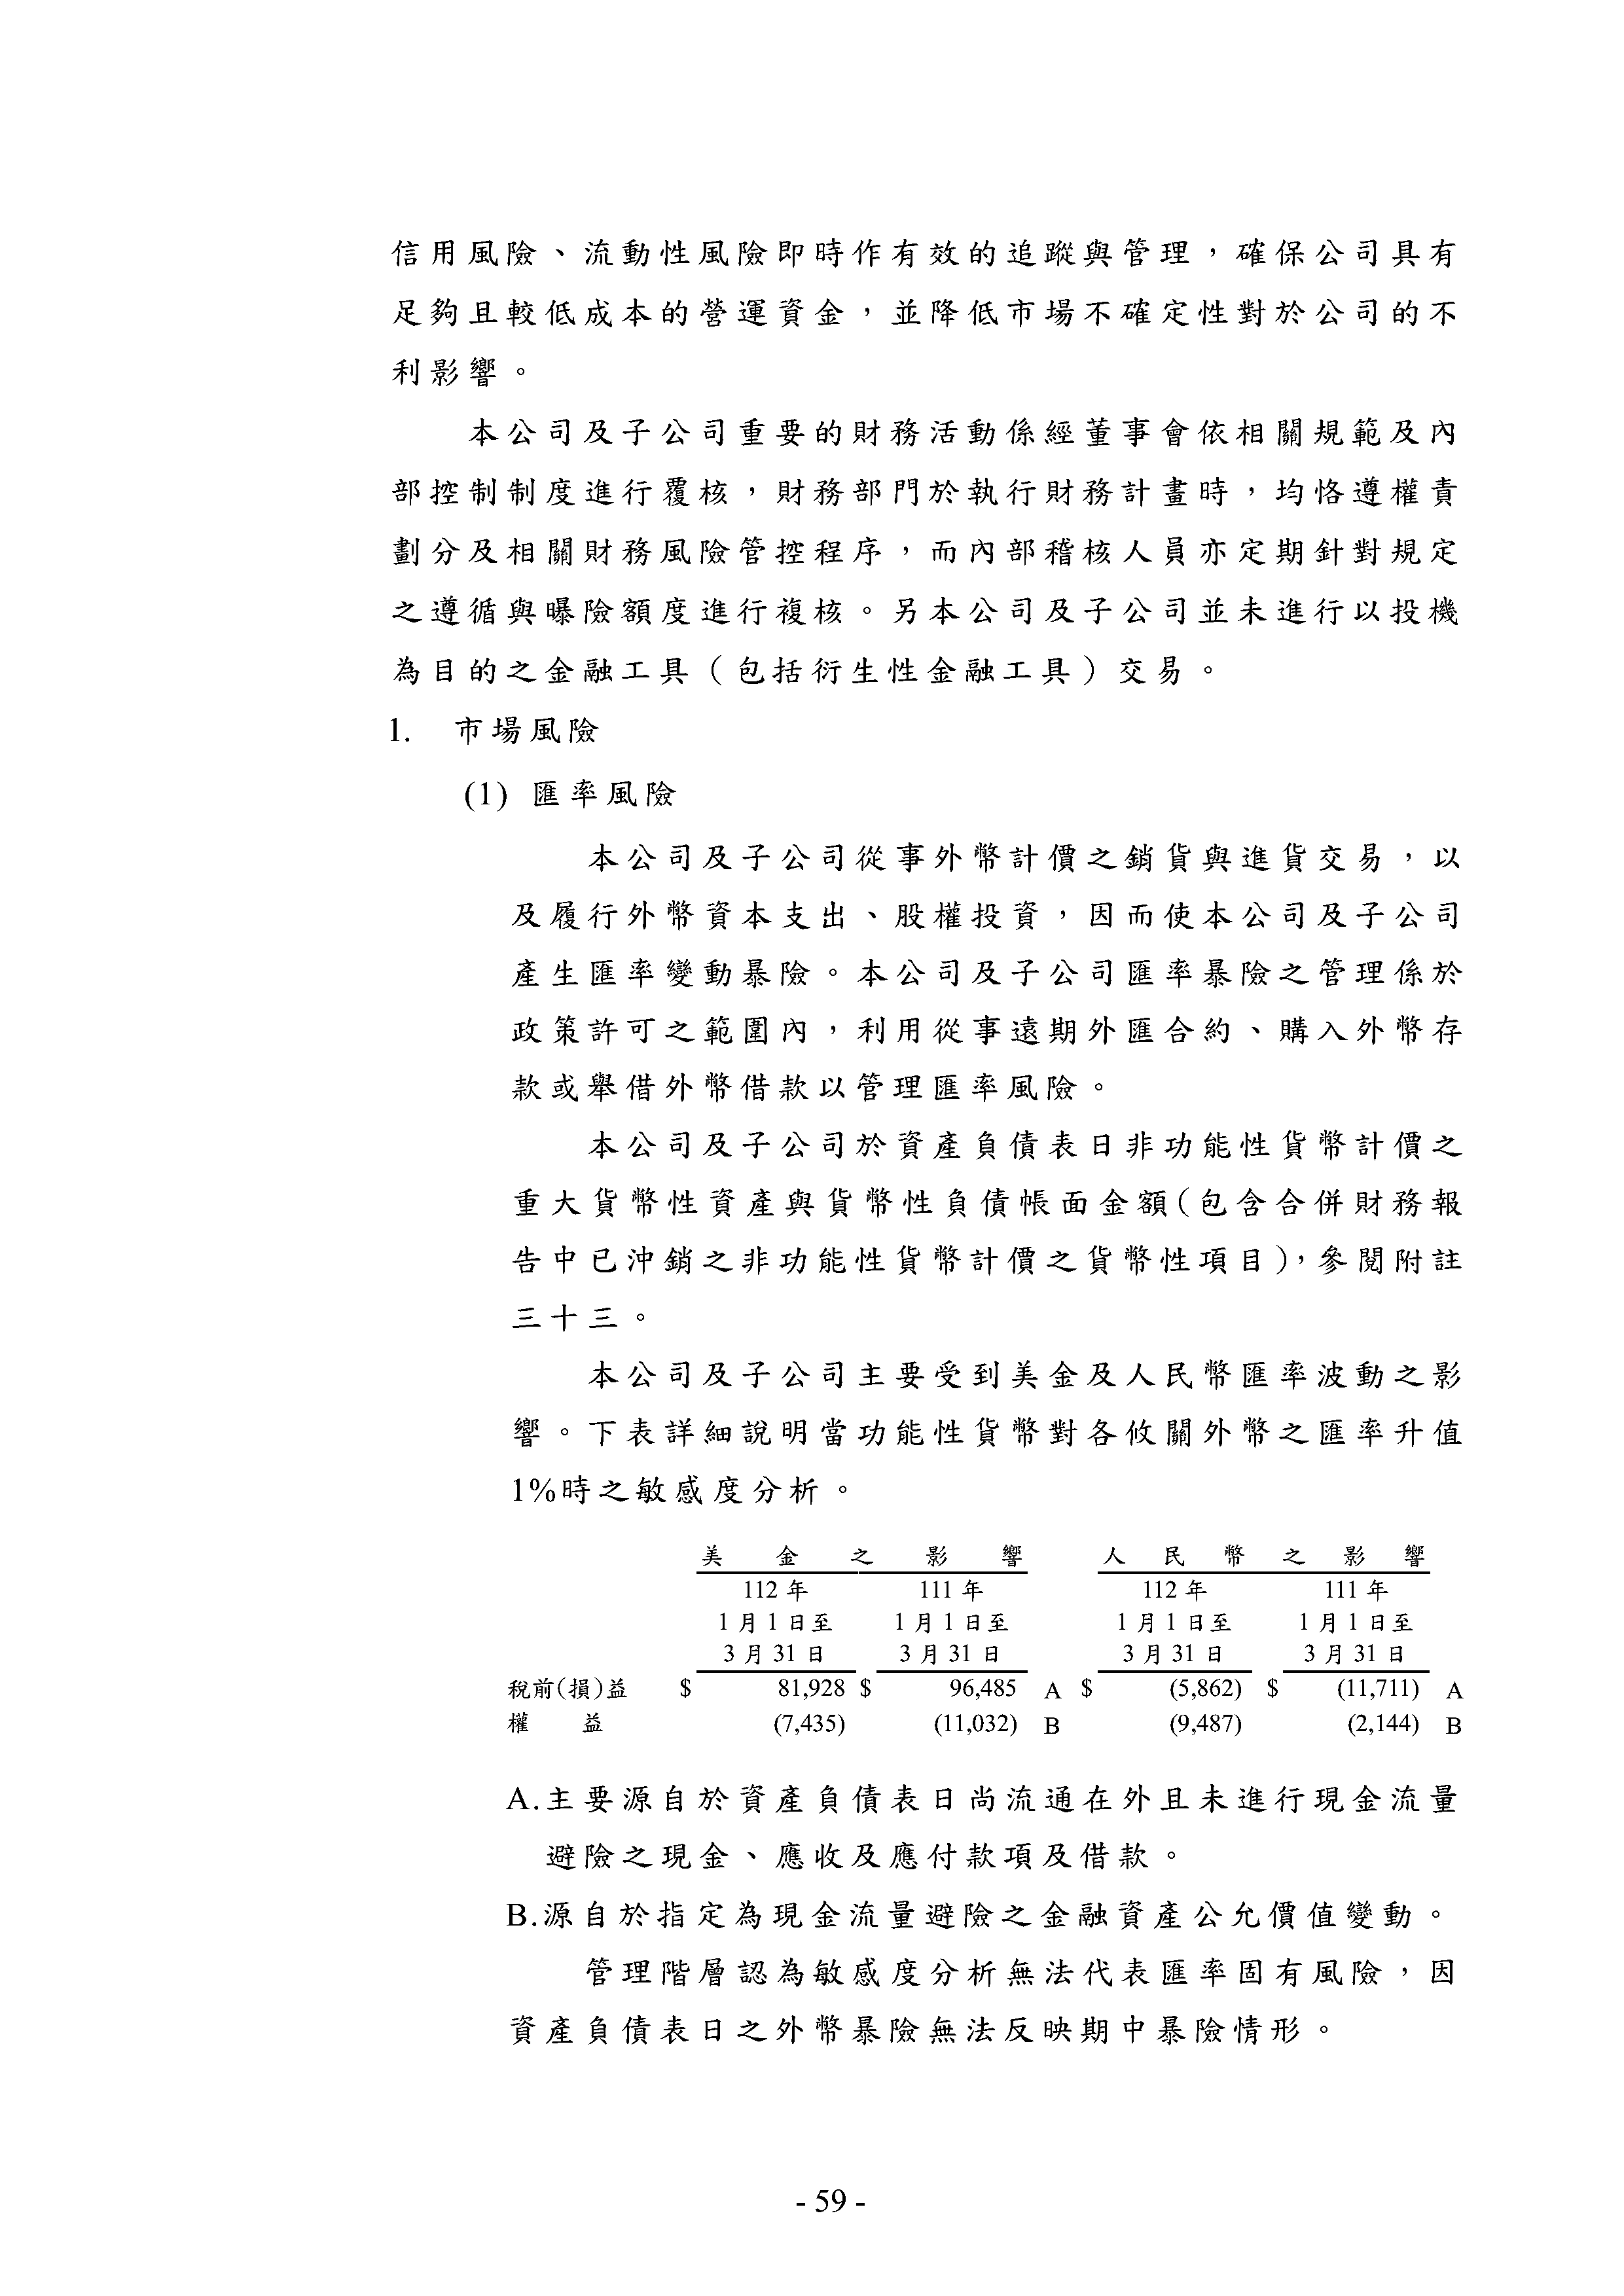 信用風險、流動性風險即時作有效的追蹤與管理，確保公司具有
足夠且較低成本的營運資金，並降低市場不確定性對於公司的不
利影響。
本公司及子公司重要的財務活動係經董事會依相關規範及內
部控制制度進行覆核，財務部門於執行財務計畫時，均恪遵權責
劃分及相關財務風險管控程序，而內部稽核人員亦定期針對規定
之遵循與曝險額度進行複核。另本公司及子公司並未進行以投機
為目的之金融工具（包括衍生性金融工具）交易。
1. 市場風險
(1) 匯率風險
本公司及子公司從事外幣計價之銷貨與進貨交易，以
及履行外幣資本支出、股權投資，因而使本公司及子公司
產生匯率變動暴險。本公司及子公司匯率暴險之管理係於
政策許可之範圍內，利用從事遠期外匯合約、購入外幣存
款或舉借外幣借款以管理匯率風險。
本公司及子公司於資產負債表日非功能性貨幣計價之
重大貨幣性資產與貨幣性負債帳面金額（包含合併財務報
告中已沖銷之非功能性貨幣計價之貨幣性項目），參閱附註
三十三。
本公司及子公司主要受到美金及人民幣匯率波動之影
響。下表詳細說明當功能性貨幣對各攸關外幣之匯率升值
1%時之敏感度分析。
美金之影響 人民幣之影響
112 年 111 年 112 年 111 年
1 月 1 日至 1 月 1 日至 1 月 1 日至 1 月 1 日至
3 月 31 日 3 月 31 日 3 月 31 日 3 月 31 日
稅前(損)益 $ 81,928 $ 96,485 A $ (5,862) $ (11,711) A
權益 (7,435) (11,032) B (9,487) (2,144) B
A.主要源自於資產負債表日尚流通在外且未進行現金流量
避險之現金、應收及應付款項及借款。
B.源自於指定為現金流量避險之金融資產公允價值變動。
管理階層認為敏感度分析無法代表匯率固有風險，因
資產負債表日之外幣暴險無法反映期中暴險情形。
- 59 -